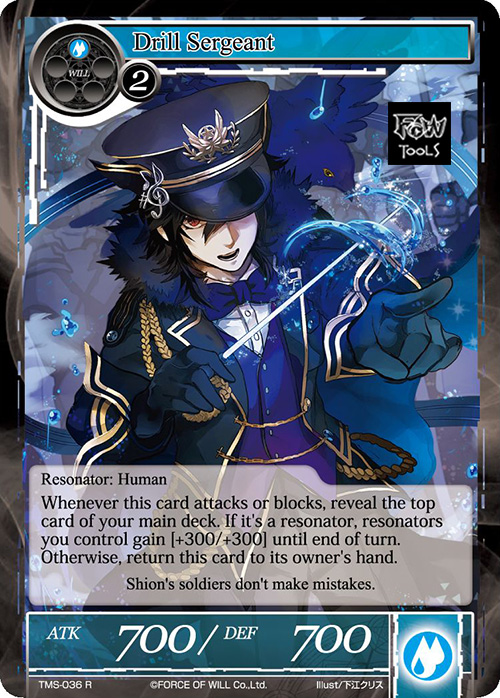 Drill Sergeant
WILL
2
FOW
TOOLS
Resonator: Human
Whenever this card attacks or blocks, reveal the top
card of your main deck. If it's a resonator, resonators
you control gain [+300/+300] until end of turn.
Otherwise, return this card to its owner's hand.
Shion's soldiers don't make mistakes.
ATK 700/ DEF 700
TMS-036 R ©FORCE OF WILL Co.,Ltd. Illust/下江クリス